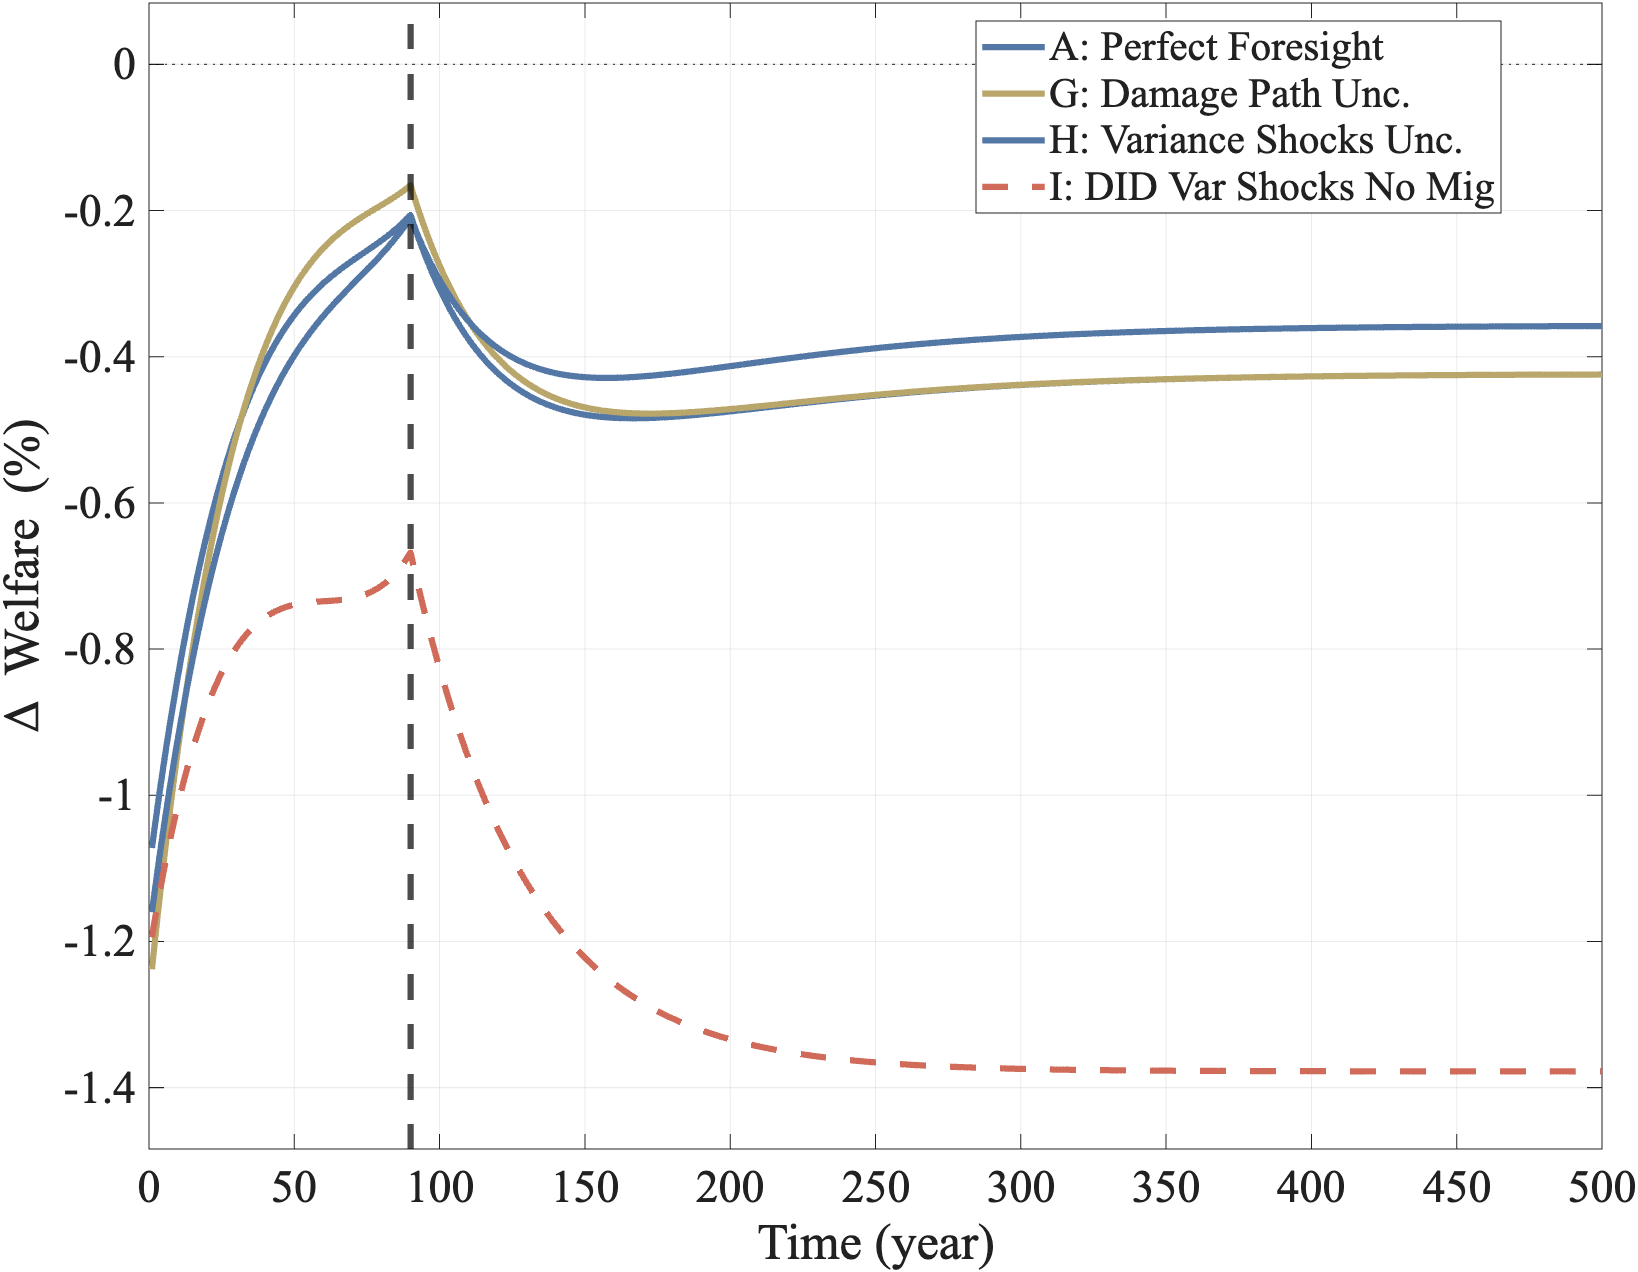 A: Perfect Foresight
G: Damage Path Unc.
H: Variance Shocks Unc.
I: DID Var Shocks No Mig
0
-0.2
-0.4
-0.6
-0.8
-1
-1.2
-1.4
Δ Welfare (%)
0 50 100 150 200 250 300 350 400 450 500
Time (year)